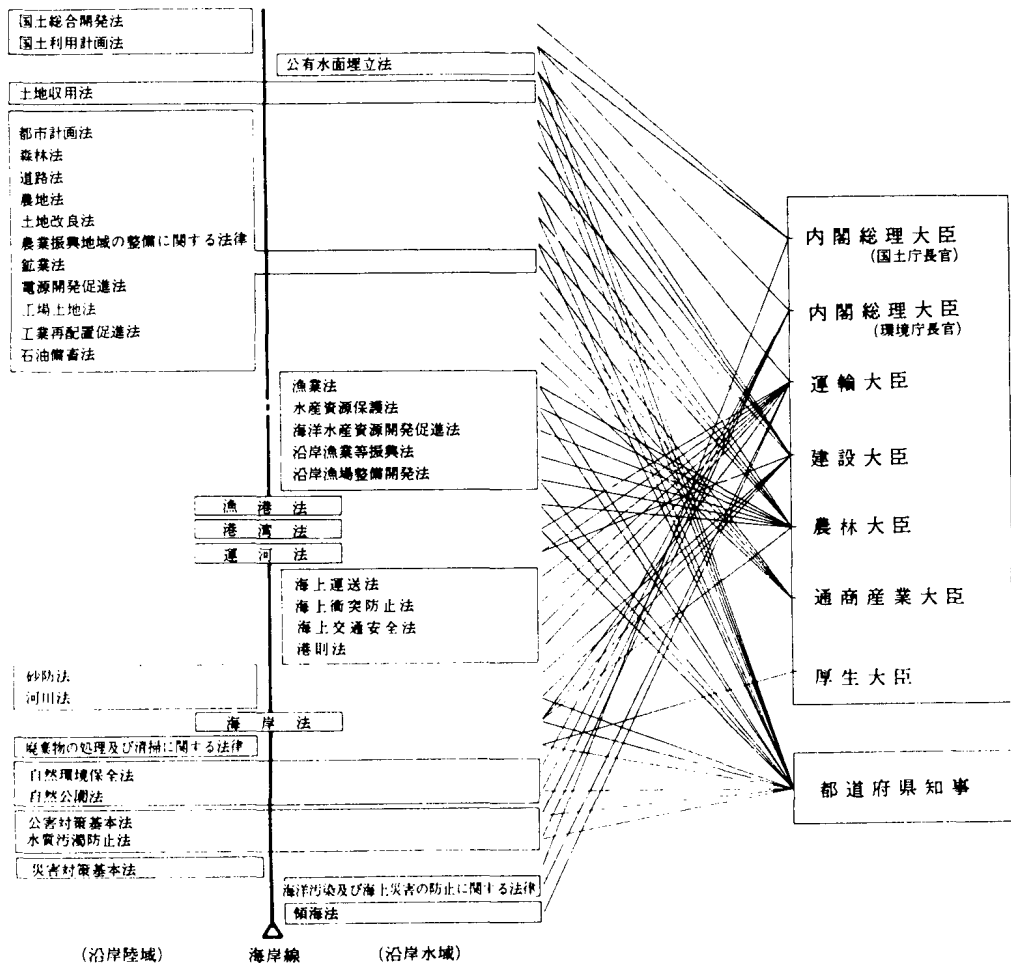 国土総合開発法
国土利用計画法
公有水面埋立法
土地収用法
都市計画法
森林法
道路法
農地法
土地改良法
農業振興地域の整備に関する法律
鉱業法
電源開発促進法
工場土地法
工業再配置促進法
石油備蓄法
漁業法
水産資源保護法
海洋水産資源開発促進法
沿岸漁業等振興法
沿岸漁場整備開発法
漁港法
港湾法
運河法
海上運送法
海上衝突防止法
海上交通安全法
港則法
砂防法
河川法
海岸法
廃棄物の処理及び清掃に関する法律
自然環境保全法
自然公園法
公害対策基本法
水質汚濁防止法
災害対策基本法
海洋汚染及び海上災害の防止に関する法律
領海法
(沿岸陸域)
海岸線
(沿岸水域)
内閣総理大臣
(国土庁長官)
内閣総理大臣
(環境庁長官)
運輸大臣
建設大臣
農林大臣
通商産業大臣
厚生大臣
都道府県知事